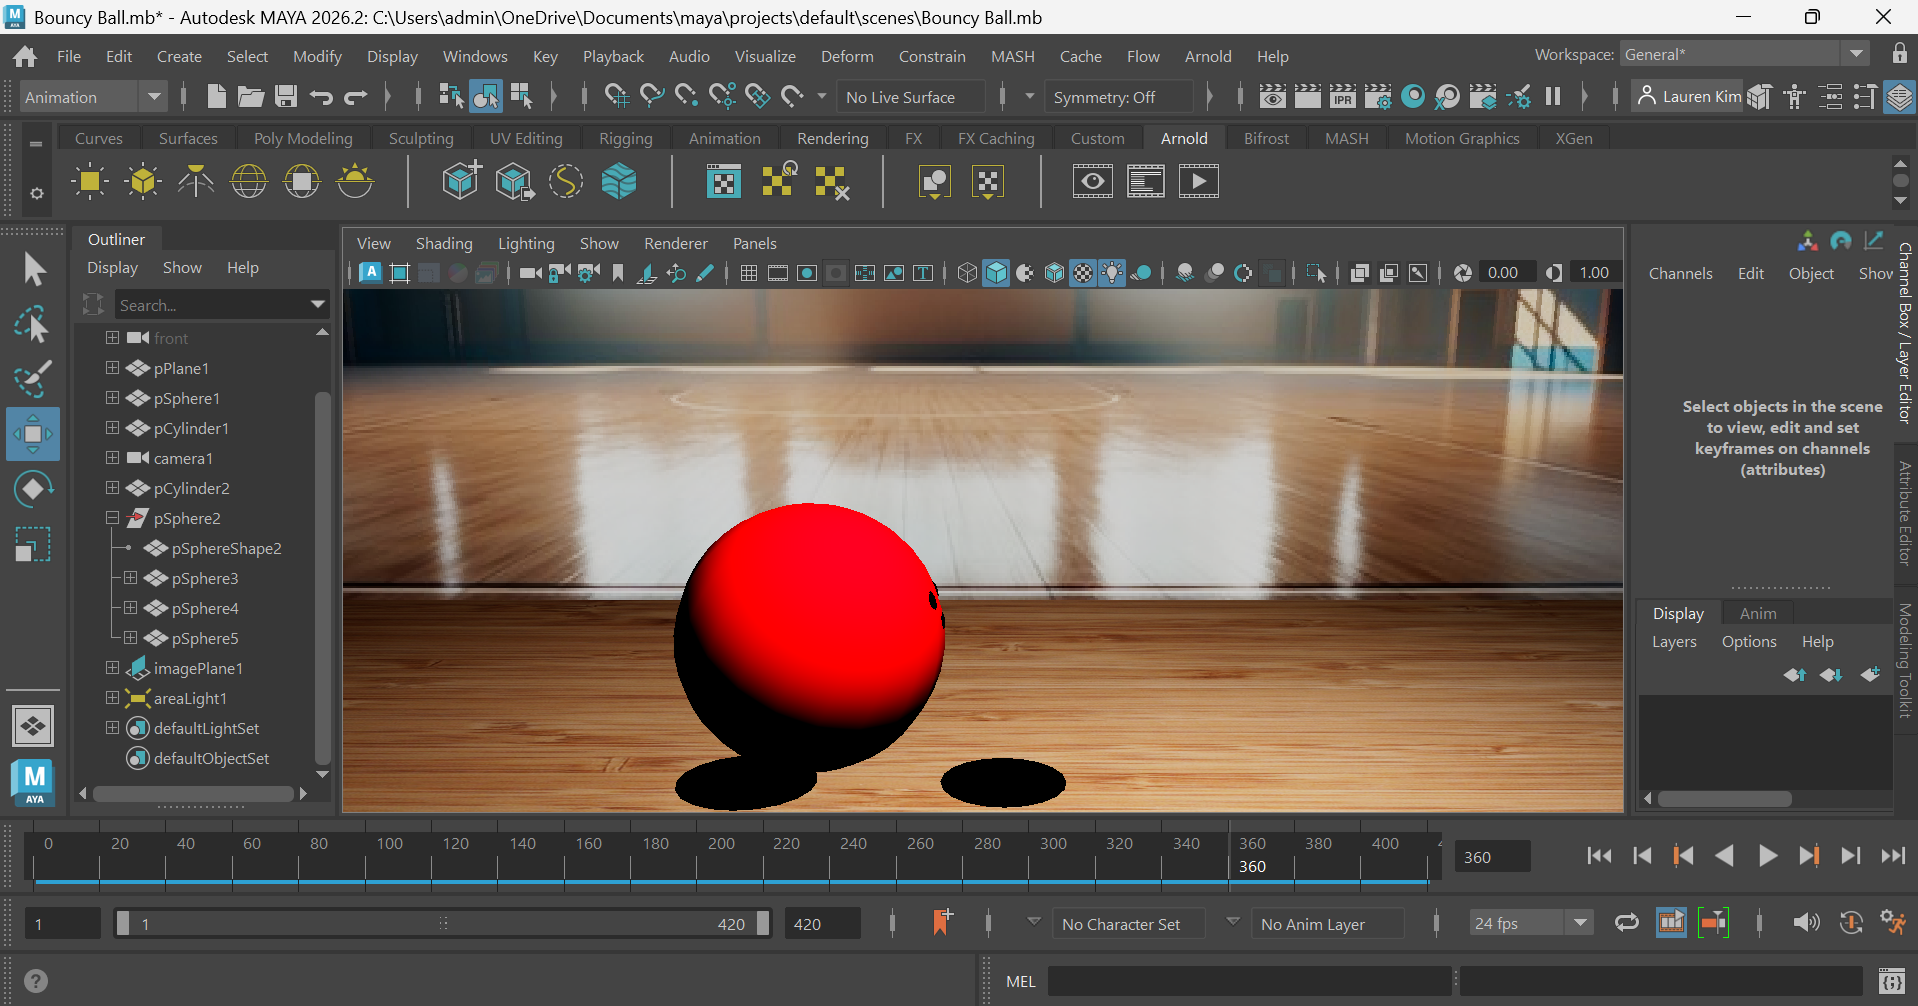 Bouncy Ball.mb* - Autodesk MAYA 2026.2: C:\Users\admin\OneDrive\Documents\maya\projects\default\scenes\Bouncy Ball.mb
File Edit Create Select Modify Display Windows Key Playback Audio Visualize Deform Constrain MASH Cache Flow Arnold Help Workspace: General*
Animation No Live Surface Symmetry: Off IPR Lauren Kim
Curves Surfaces Poly Modeling Sculpting UV Editing Rigging Animation Rendering FX FX Caching Custom Arnold Bifrost MASH Motion Graphics XGen
Outliner
Display Show Help
Search...
front
pPlane1
pSphere1
pCylinder1
camera1
pCylinder2
pSphere2
pSphereShape2
pSphere3
pSphere4
pSphere5
imagePlane1
areaLight1
defaultLightSet
defaultObjectSet
M
AYA
View Shading Lighting Show Renderer Panels
A T 0.00 1.00
Channels Edit Object Show
Select objects in the scene
to view, edit and set
keyframes on channels
(attributes)
Display Anim
Layers Options Help
Channel Box / Layer Editor
Attribute Editor
Modeling Toolkit
0 20 40 60 80 100 120 140 160 180 200 220 240 260 280 300 320 340 360 380 400
360
360
1 1 420 420 No Character Set No Anim Layer 24 fps
? MEL